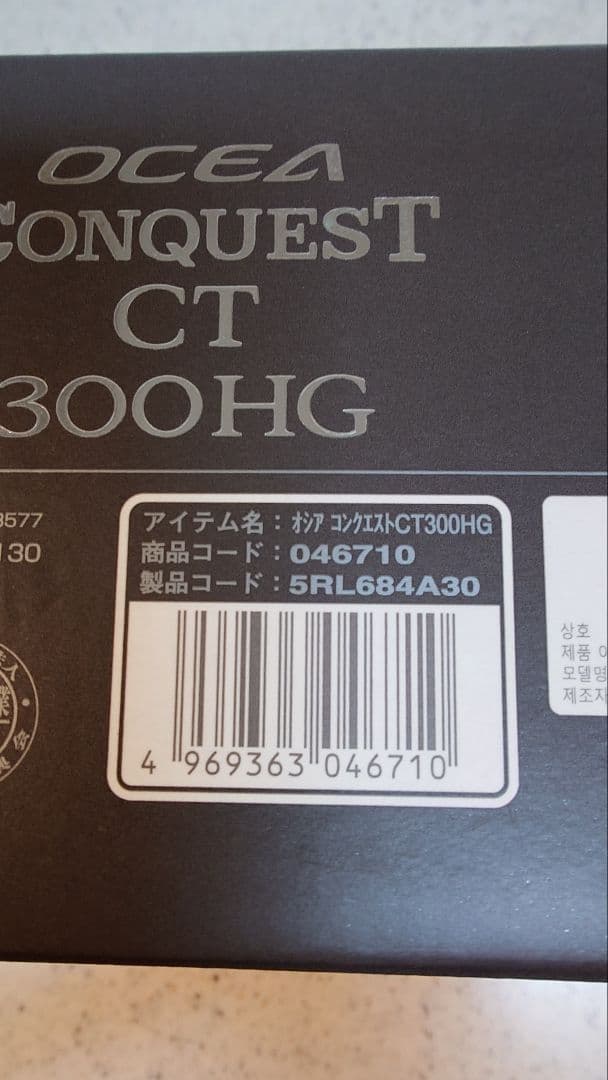 OCEA
CONQUEST
CT
300HG
3577
130
アイテム名：オシア コンクエストCT300HG
商品コード：046710
製品コード：5RL684A30
4 969363 046710
상호
제품
모델명
제조자